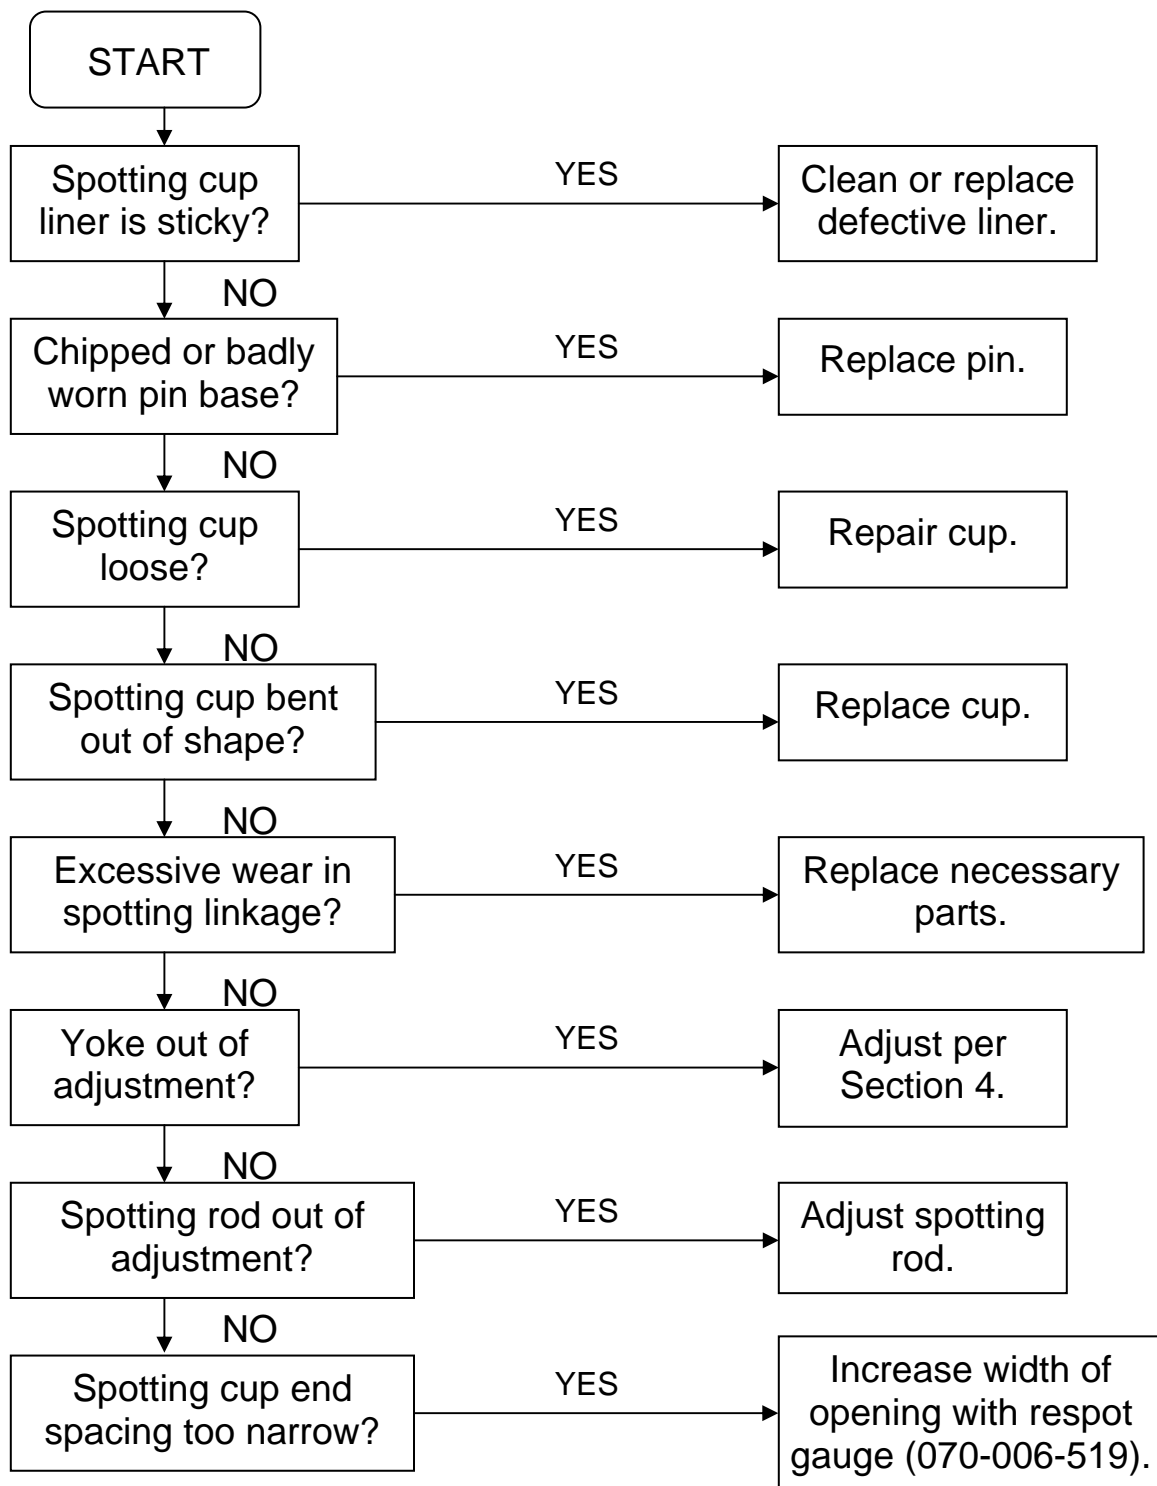 START
Spotting cup
liner is sticky?
YES
Clean or replace
defective liner.
NO
Chipped or badly
worn pin base?
YES
Replace pin.
NO
Spotting cup
loose?
YES
Repair cup.
NO
Spotting cup bent
out of shape?
YES
Replace cup.
NO
Excessive wear in
spotting linkage?
YES
Replace necessary
parts.
NO
Yoke out of
adjustment?
YES
Adjust per
Section 4.
NO
Spotting rod out of
adjustment?
YES
Adjust spotting
rod.
NO
Spotting cup end
spacing too narrow?
YES
Increase width of
opening with respot
gauge (070-006-519).